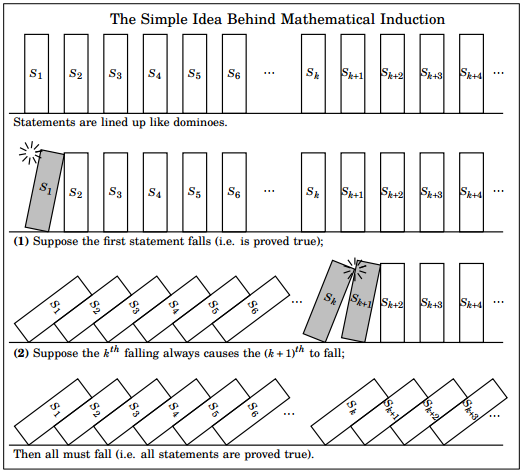 The Simple Idea Behind Mathematical Induction
S₁ S₂ S₃ S₄ S₅ S₆ ··· Sₖ Sₖ₊₁ Sₖ₊₂ Sₖ₊₃ Sₖ₊₄ ···
Statements are lined up like dominoes.
S₁ S₂ S₃ S₄ S₅ S₆ ··· Sₖ Sₖ₊₁ Sₖ₊₂ Sₖ₊₃ Sₖ₊₄ ···
(1) Suppose the first statement falls (i.e. is proved true);
S₁ S₂ S₃ S₄ S₅ S₆ ··· Sₖ Sₖ₊₁ Sₖ₊₂ Sₖ₊₃ Sₖ₊₄ ···
(2) Suppose the kᵗʰ falling always causes the (k + 1)ᵗʰ to fall;
S₁ S₂ S₃ S₄ S₅ S₆ ··· Sₖ Sₖ₊₁ Sₖ₊₂ Sₖ₊₃ ···
Then all must fall (i.e. all statements are proved true).